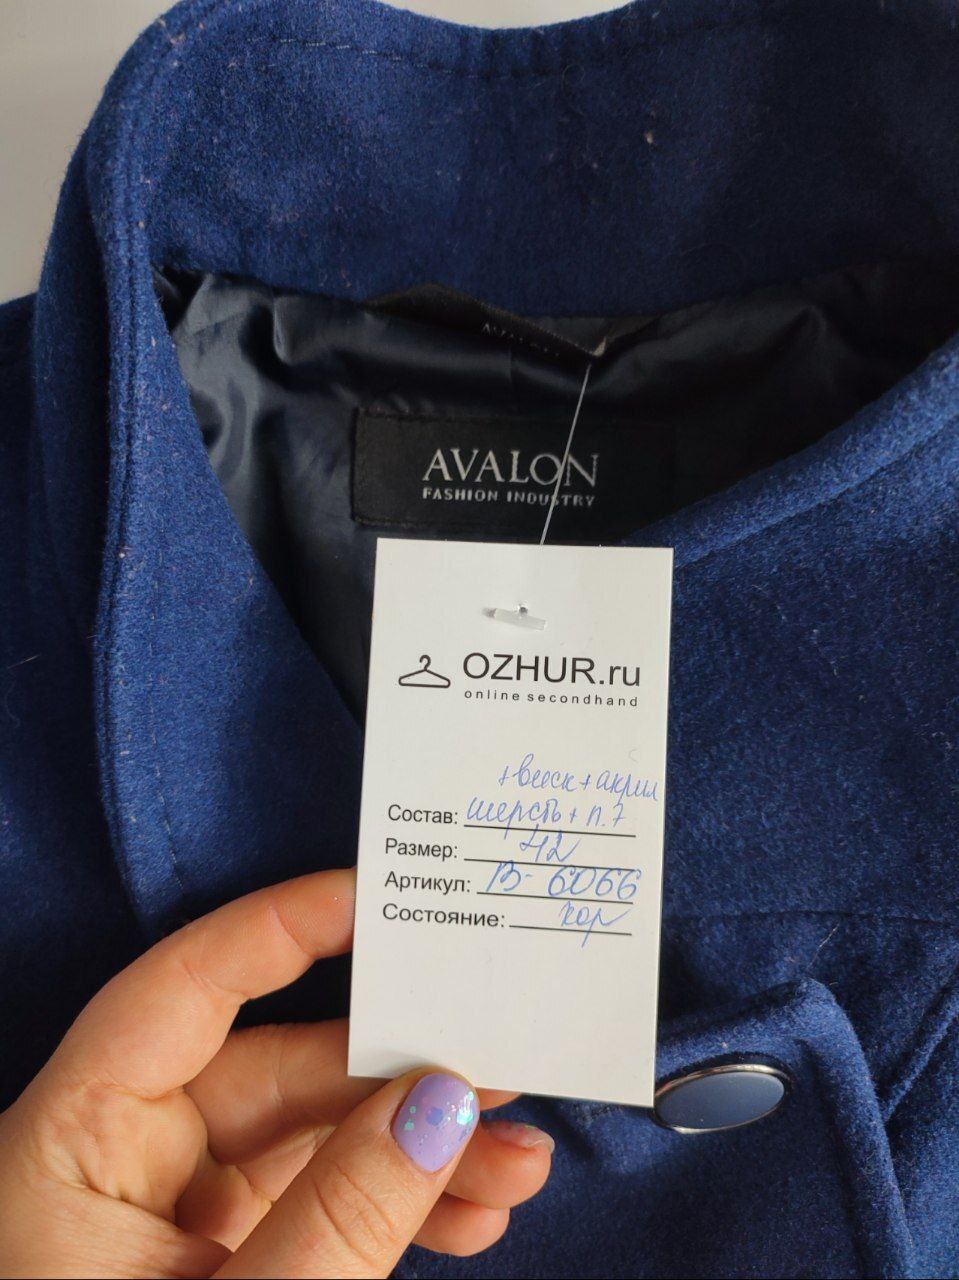 AVALON
FASHION INDUSTRY
OZHUR.ru
online secondhand
+ виск + акрил
Состав: шерсть + п.
Размер: 42
Артикул: В-6066
Состояние: хор